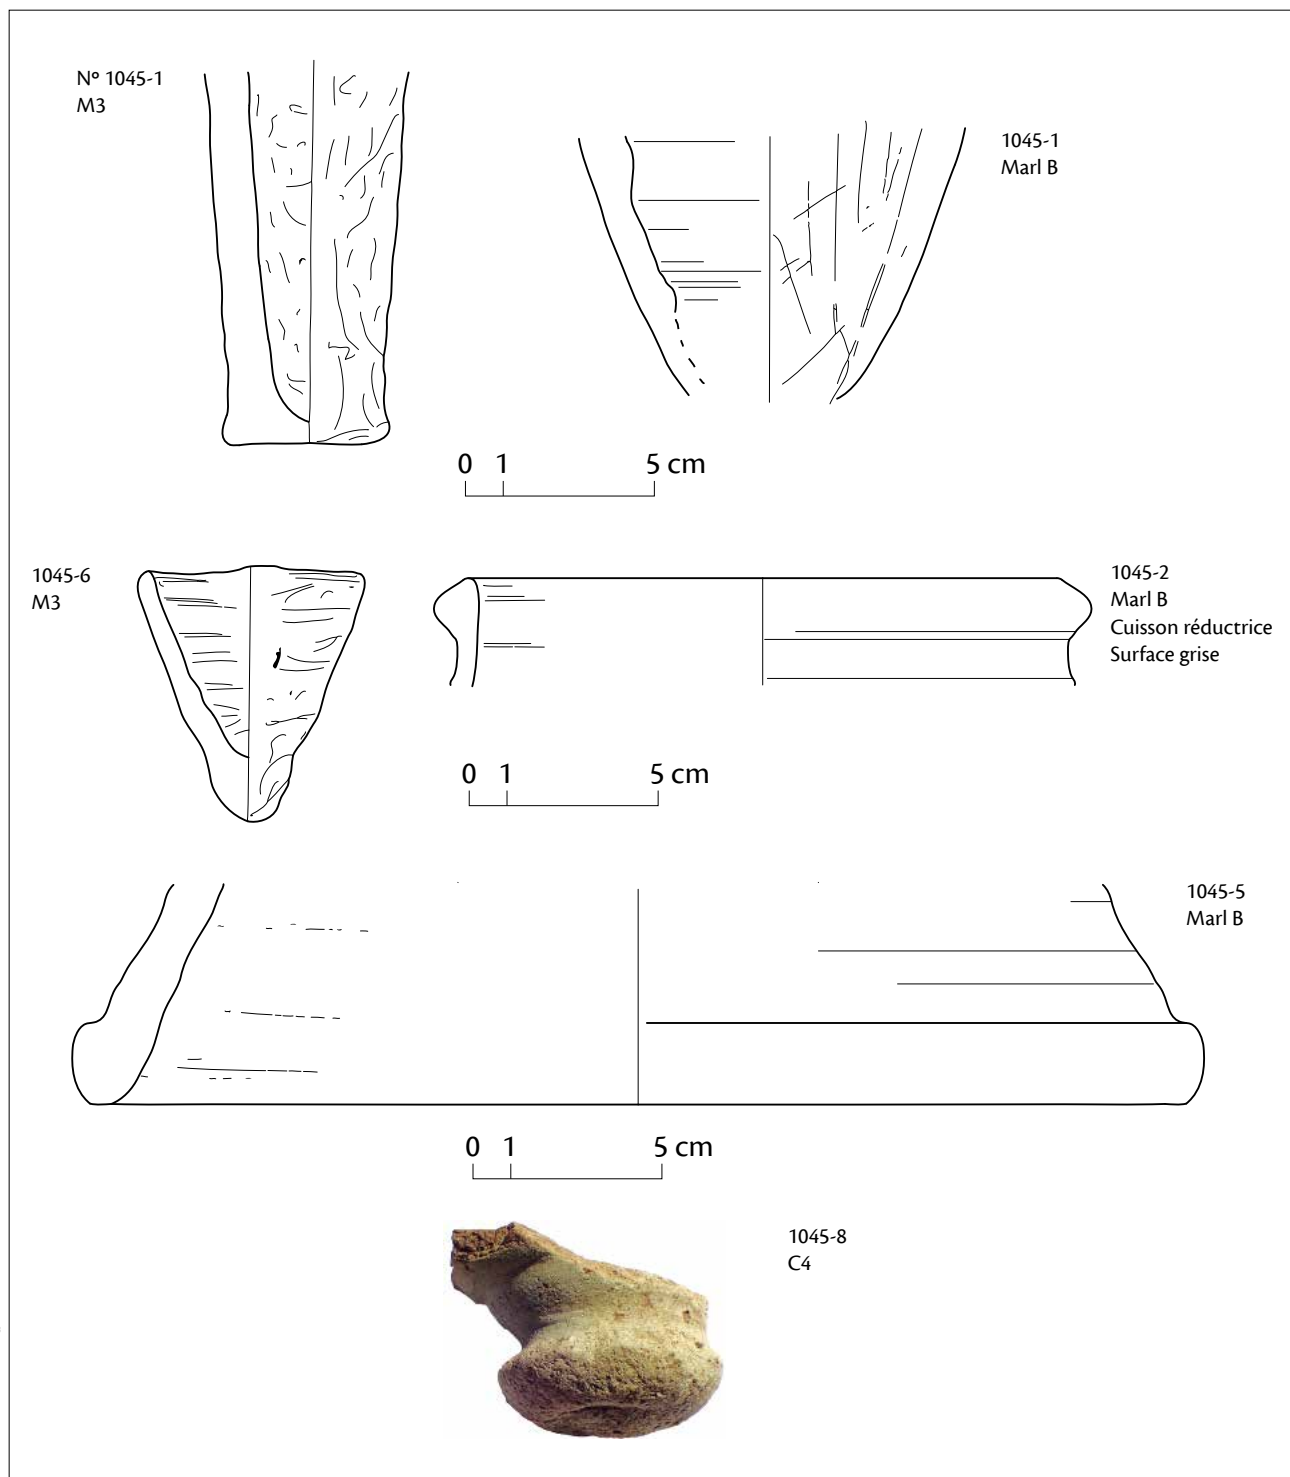 Nº 1045-1
M3
1045-1
Marl B
0 1 5 cm
1045-6
M3
1045-2
Marl B
Cuisson réductrice
Surface grise
0 1 5 cm
1045-5
Marl B
0 1 5 cm
1045-8
C4